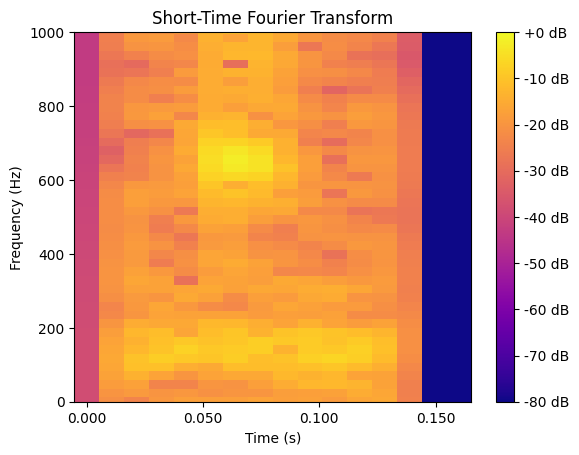 Short-Time Fourier Transform
1000
800
600
400
200
0
Frequency (Hz)
0.000
0.050
0.100
0.150
Time (s)
+0 dB
-10 dB
-20 dB
-30 dB
-40 dB
-50 dB
-60 dB
-70 dB
-80 dB